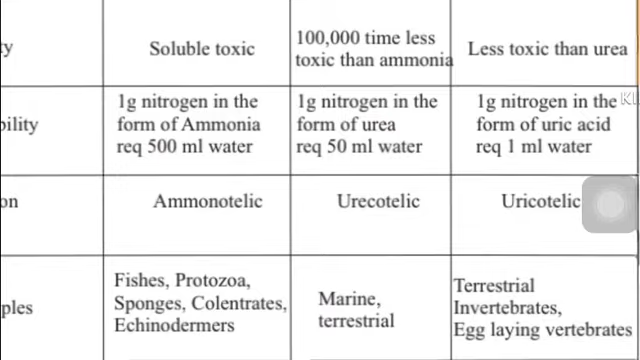 ty
Soluble toxic
100,000 time less
toxic than ammonia
Less toxic than urea
bility
1g nitrogen in the
form of Ammonia
req 500 ml water
1g nitrogen in the
form of urea
req 50 ml water
1g nitrogen in the
form of uric acid
req 1 ml water
on
Ammonotelic
Urecotelic
Uricotelic
ples
Fishes, Protozoa,
Sponges, Colentrates,
Echinodermers
Marine,
terrestrial
Terrestrial
Invertebrates,
Egg laying vertebrates